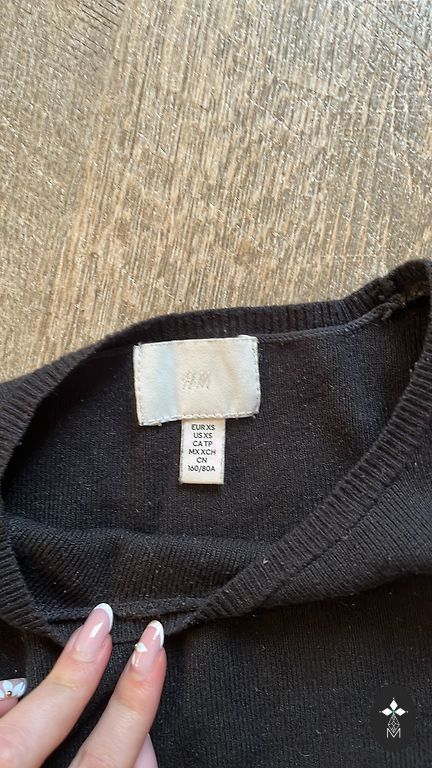 H&M
EUR XS
US XS
CA TP
MX XCH
CN
160/80A
M